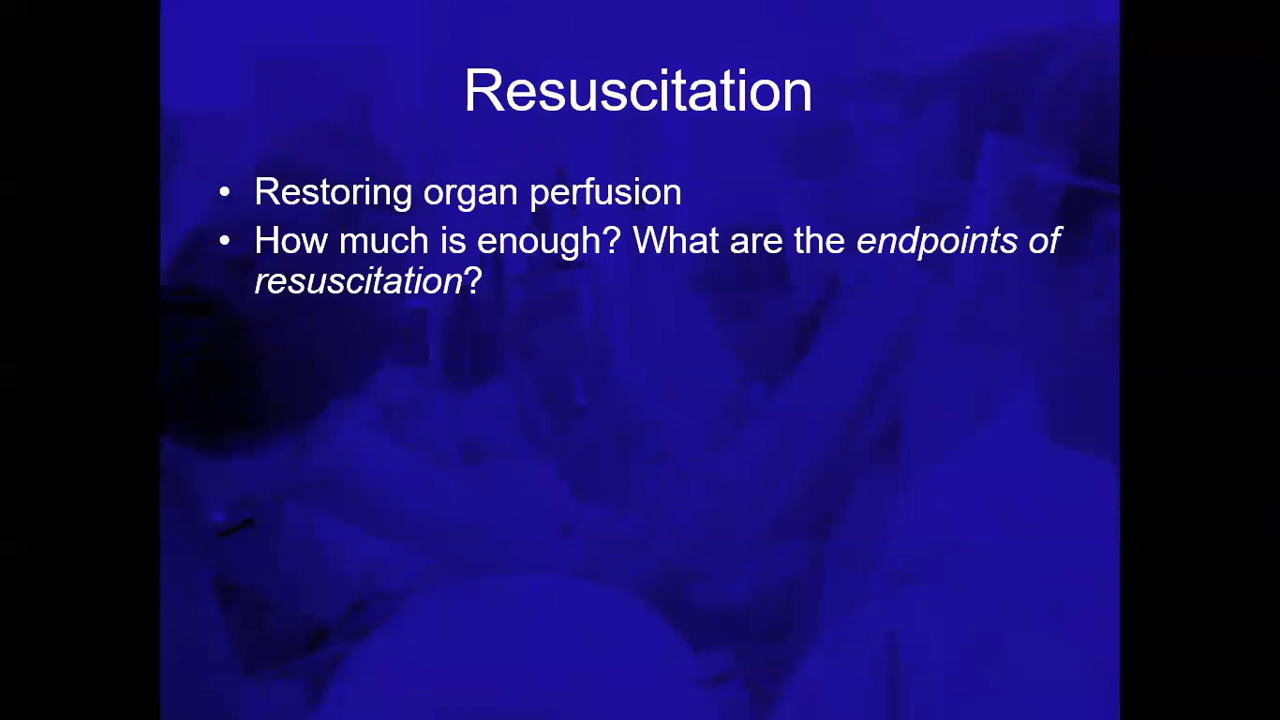 Resuscitation
• Restoring organ perfusion
• How much is enough? What are the endpoints of
resuscitation?